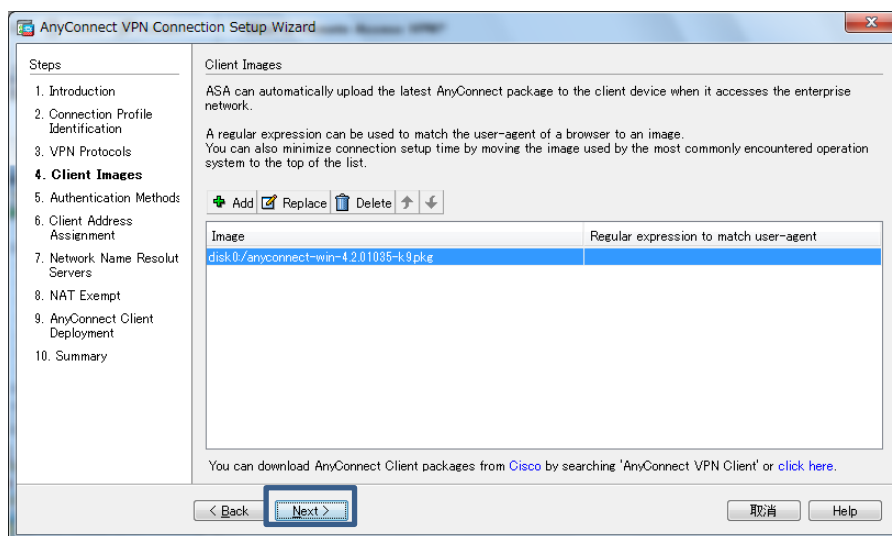 AnyConnect VPN Connection Setup Wizard
Steps
1. Introduction
2. Connection Profile
Identification
3. VPN Protocols
4. Client Images
5. Authentication Methods
6. Client Address
Assignment
7. Network Name Resolut
Servers
8. NAT Exempt
9. AnyConnect Client
Deployment
10. Summary
Client Images
ASA can automatically upload the latest AnyConnect package to the client device when it accesses the enterprise
network.
A regular expression can be used to match the user-agent of a browser to an image.
You can also minimize connection setup time by moving the image used by the most commonly encountered operation
system to the top of the list.
Add Replace Delete
Image Regular expression to match user-agent
disk0:/anyconnect-win-4.2.01035-k9.pkg
You can download AnyConnect Client packages from Cisco by searching 'AnyConnect VPN Client' or click here.
< Back Next > 取消 Help